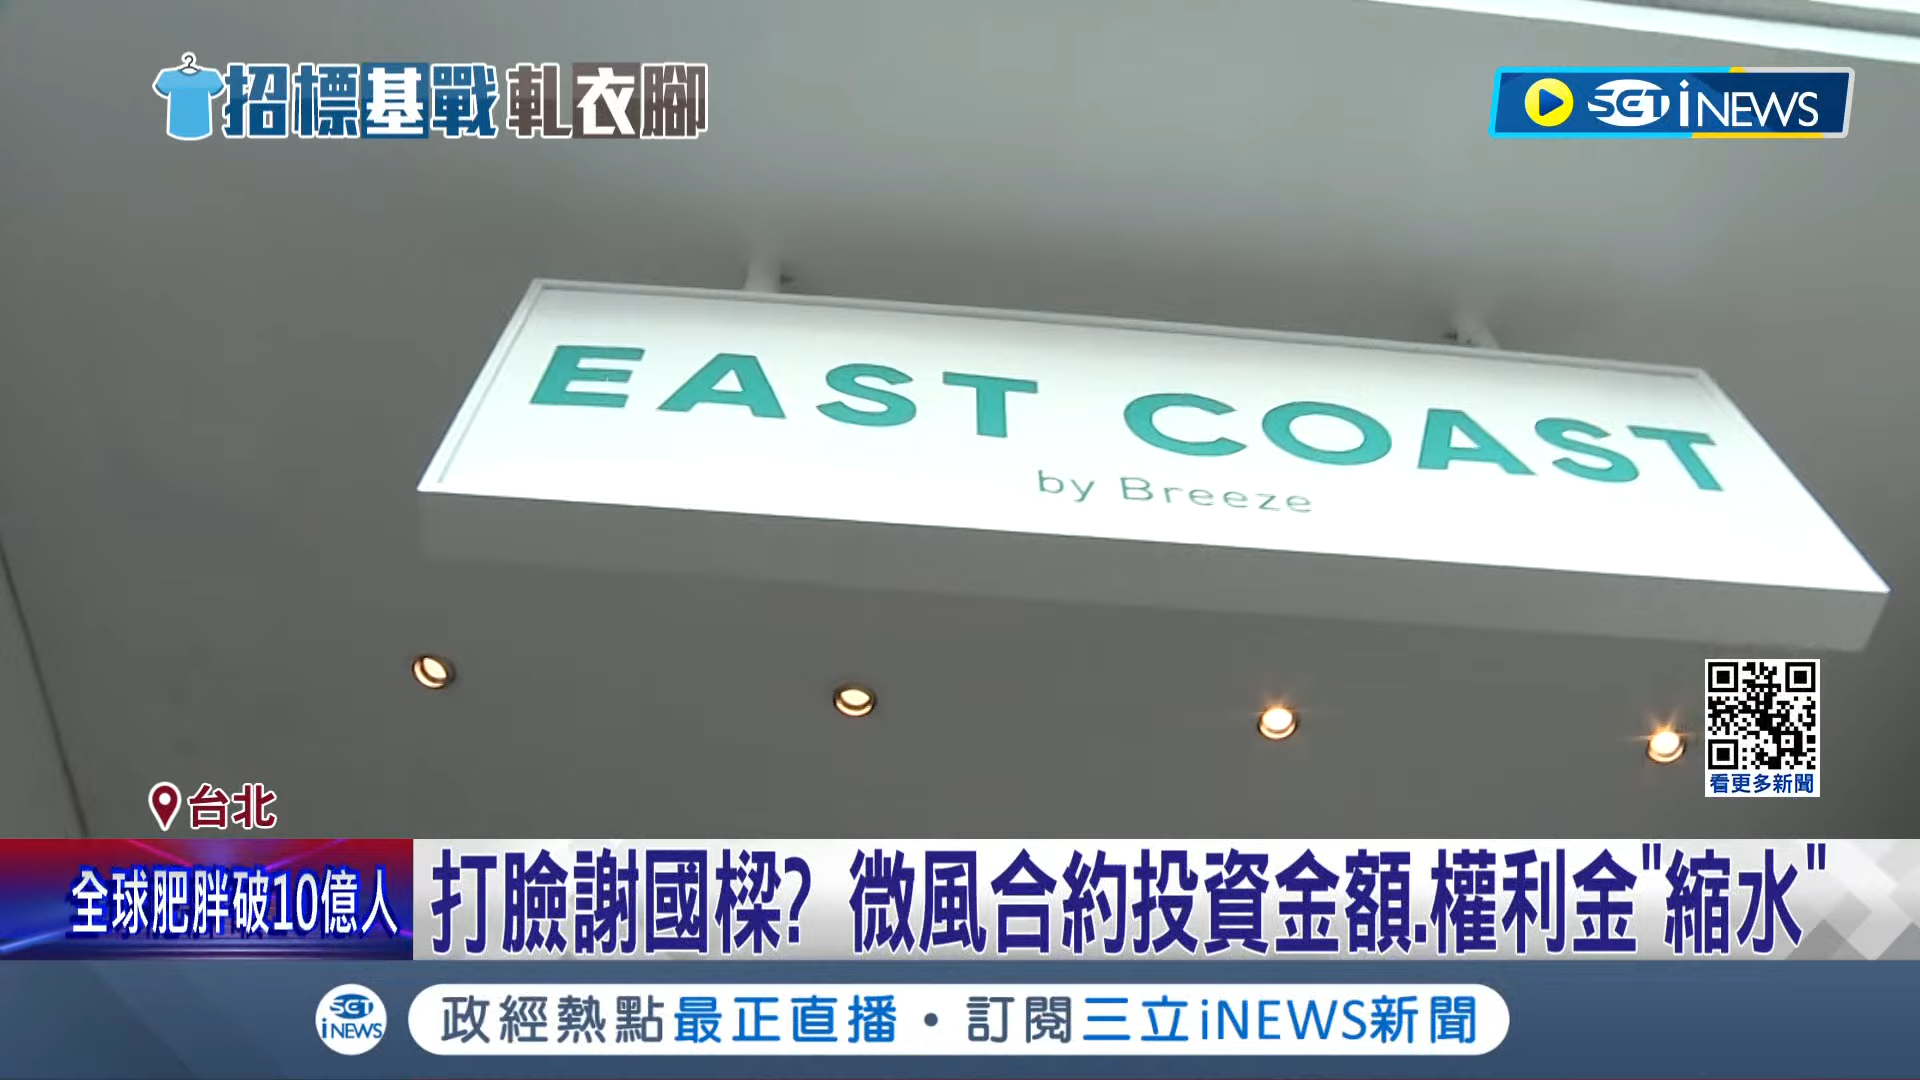 招標基戰軋衣腳
SET iNEWS
EAST COAST
by Breeze
看更多新聞
台北
全球肥胖破10億人
打臉謝國樑? 微風合約投資金額.權利金"縮水"
SET iNEWS
政經熱點最正直播・訂閱三立iNEWS新聞